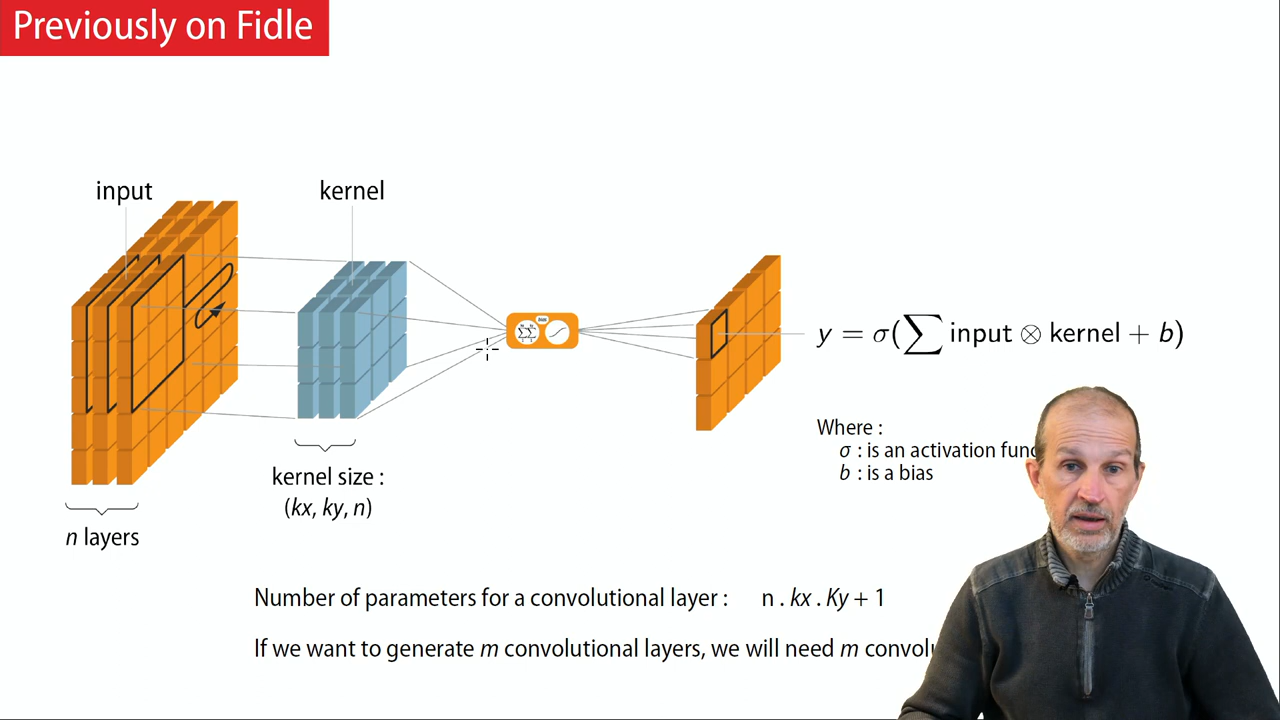 Previously on Fidle
input
kernel
y = σ(∑ input ⊗ kernel + b)
Where :
σ : is an activation
b : is a bias
kernel size :
(kx, ky, n)
n layers
Number of parameters for a convolutional layer : n . kx . Ky + 1
If we want to generate m convolutional layers, we will need m